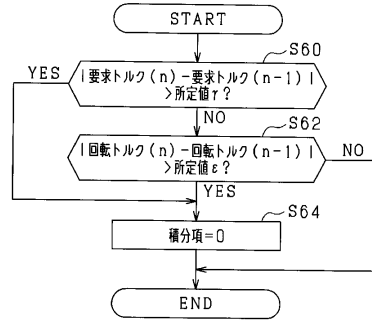 START
S60
YES
|要求トルク(n)-要求トルク(n-1)|
>所定値γ?
NO
S62
|回転トルク(n)-回転トルク(n-1)|
>所定値ε?
NO
YES
S64
積分項=0
END